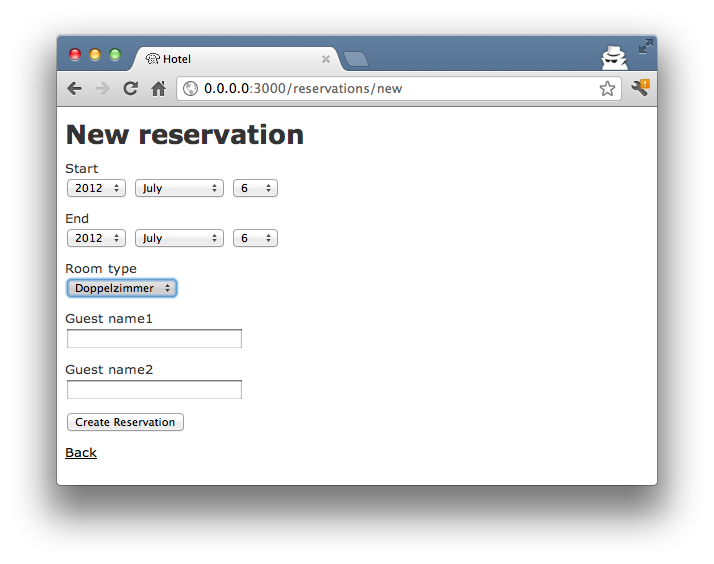 Hotel
0.0.0.0:3000/reservations/new
New reservation
Start
2012 July 6
End
2012 July 6
Room type
Doppelzimmer
Guest name1
Guest name2
Create Reservation
Back